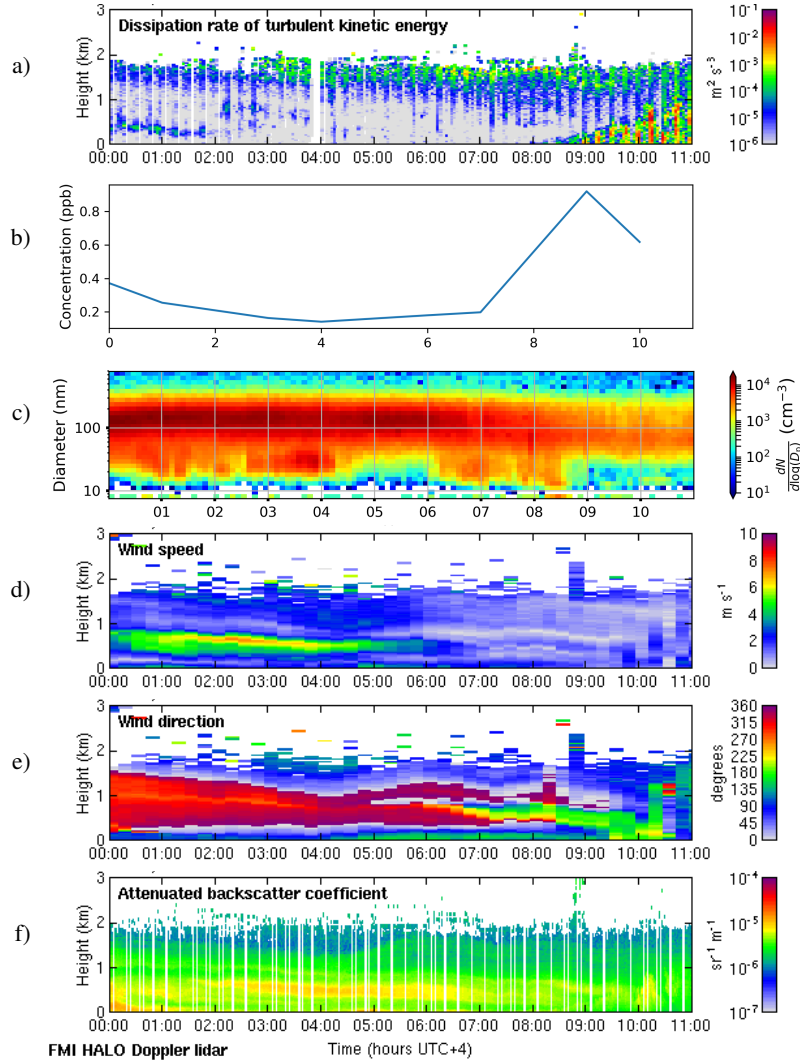 a)
Dissipation rate of turbulent kinetic energy
Height (km)
3
2
1
0
00:00 01:00 02:00 03:00 04:00 05:00 06:00 07:00 08:00 09:00 10:00 11:00
10⁻¹
10⁻²
10⁻³
10⁻⁴
10⁻⁵
10⁻⁶
m² s⁻³
b)
Concentration (ppb)
0.8
0.6
0.4
0.2
0 2 4 6 8 10
c)
Diameter (nm)
100
10
01 02 03 04 05 06 07 08 09 10
10⁴
10³
10²
10¹
dN/dlog(Dₚ) (cm⁻³)
d)
Wind speed
Height (km)
3
2
1
0
00:00 01:00 02:00 03:00 04:00 05:00 06:00 07:00 08:00 09:00 10:00 11:00
10
8
6
4
2
0
m s⁻¹
e)
Wind direction
Height (km)
3
2
1
0
00:00 01:00 02:00 03:00 04:00 05:00 06:00 07:00 08:00 09:00 10:00 11:00
360
315
270
225
180
135
90
45
0
degrees
f)
Attenuated backscatter coefficient
Height (km)
3
2
1
0
00:00 01:00 02:00 03:00 04:00 05:00 06:00 07:00 08:00 09:00 10:00 11:00
10⁻⁴
10⁻⁵
10⁻⁶
10⁻⁷
sr⁻¹ m⁻¹
FMI HALO Doppler lidar
Time (hours UTC+4)